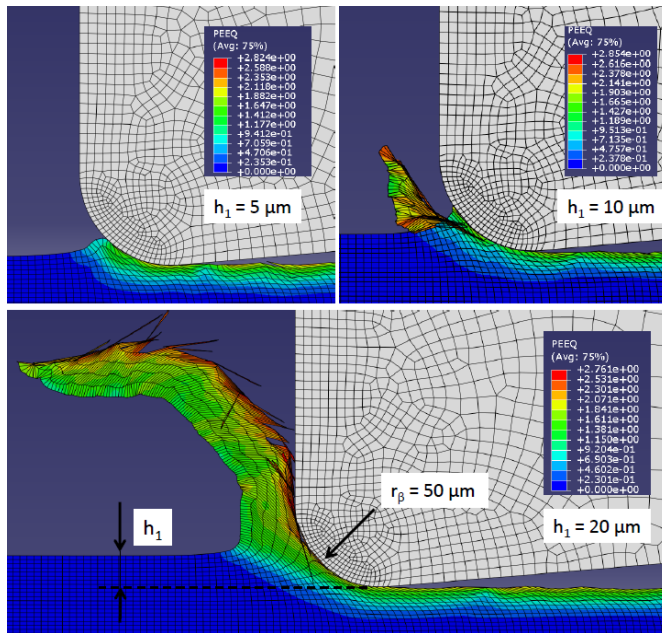 PEEQ
(Avg: 75%)
+2.824e+00
+2.588e+00
+2.353e+00
+2.118e+00
+1.882e+00
+1.647e+00
+1.412e+00
+1.177e+00
+9.412e-01
+7.059e-01
+4.706e-01
+2.353e-01
+0.000e+00
h₁ = 5 μm
PEEQ
(Avg: 75%)
+2.854e+00
+2.616e+00
+2.378e+00
+2.141e+00
+1.903e+00
+1.665e+00
+1.427e+00
+1.189e+00
+9.513e-01
+7.135e-01
+4.757e-01
+2.378e-01
+0.000e+00
h₁ = 10 μm
PEEQ
(Avg: 75%)
+2.761e+00
+2.531e+00
+2.301e+00
+2.071e+00
+1.841e+00
+1.611e+00
+1.381e+00
+1.150e+00
+9.204e-01
+6.903e-01
+4.602e-01
+2.301e-01
+0.000e+00
rᵦ = 50 μm
h₁
h₁ = 20 μm